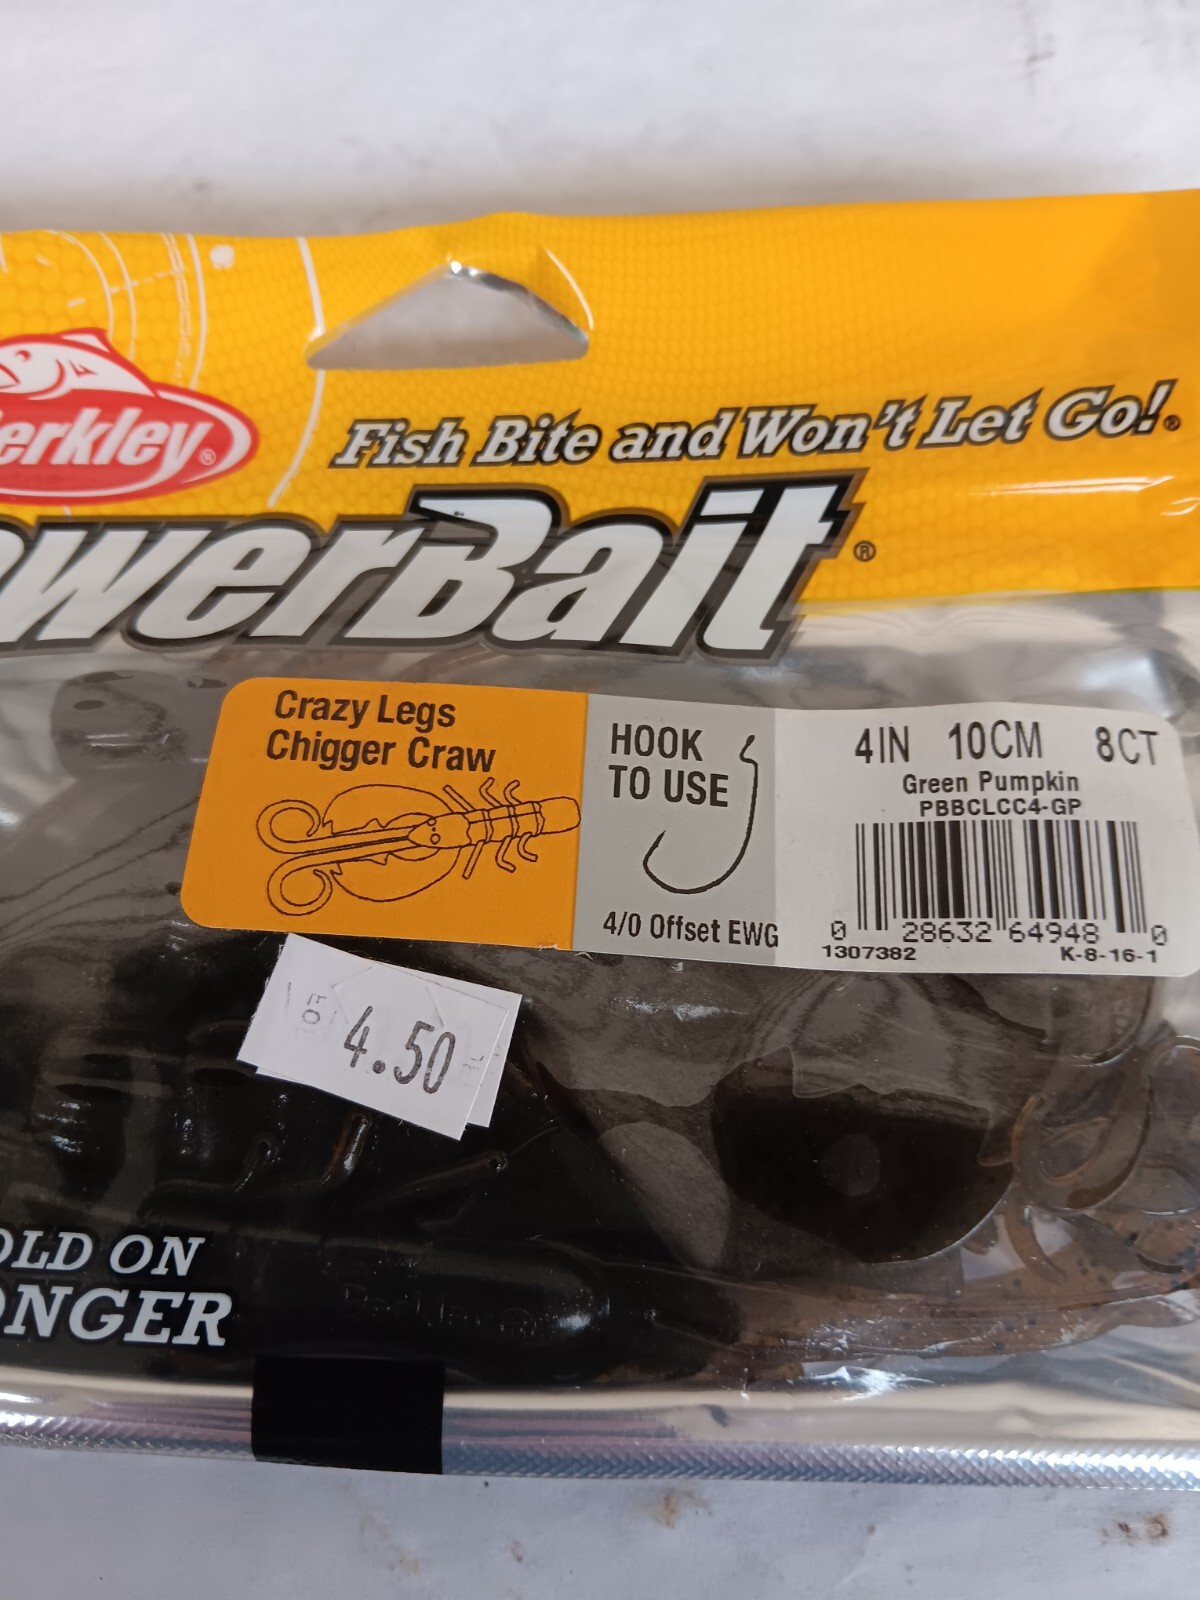 erkley®
Fish Bite and Won't Let Go!®
owerBait®
Crazy Legs
Chigger Craw
HOOK
TO USE
4/0 Offset EWG
4IN 10CM 8CT
Green Pumpkin
PBBCLCC4-GP
0 28632 64948 0
1307382 K-8-16-1
4.50
OLD ON
ONGER
Berkley